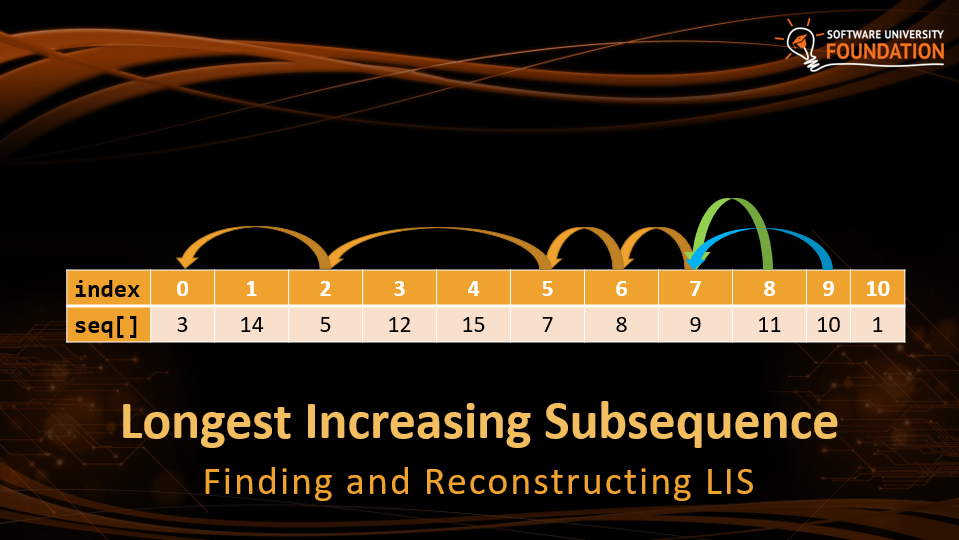 SOFTWARE UNIVERSITY
FOUNDATION
index 0 1 2 3 4 5 6 7 8 9 10
seq[] 3 14 5 12 15 7 8 9 11 10 1
Longest Increasing Subsequence
Finding and Reconstructing LIS